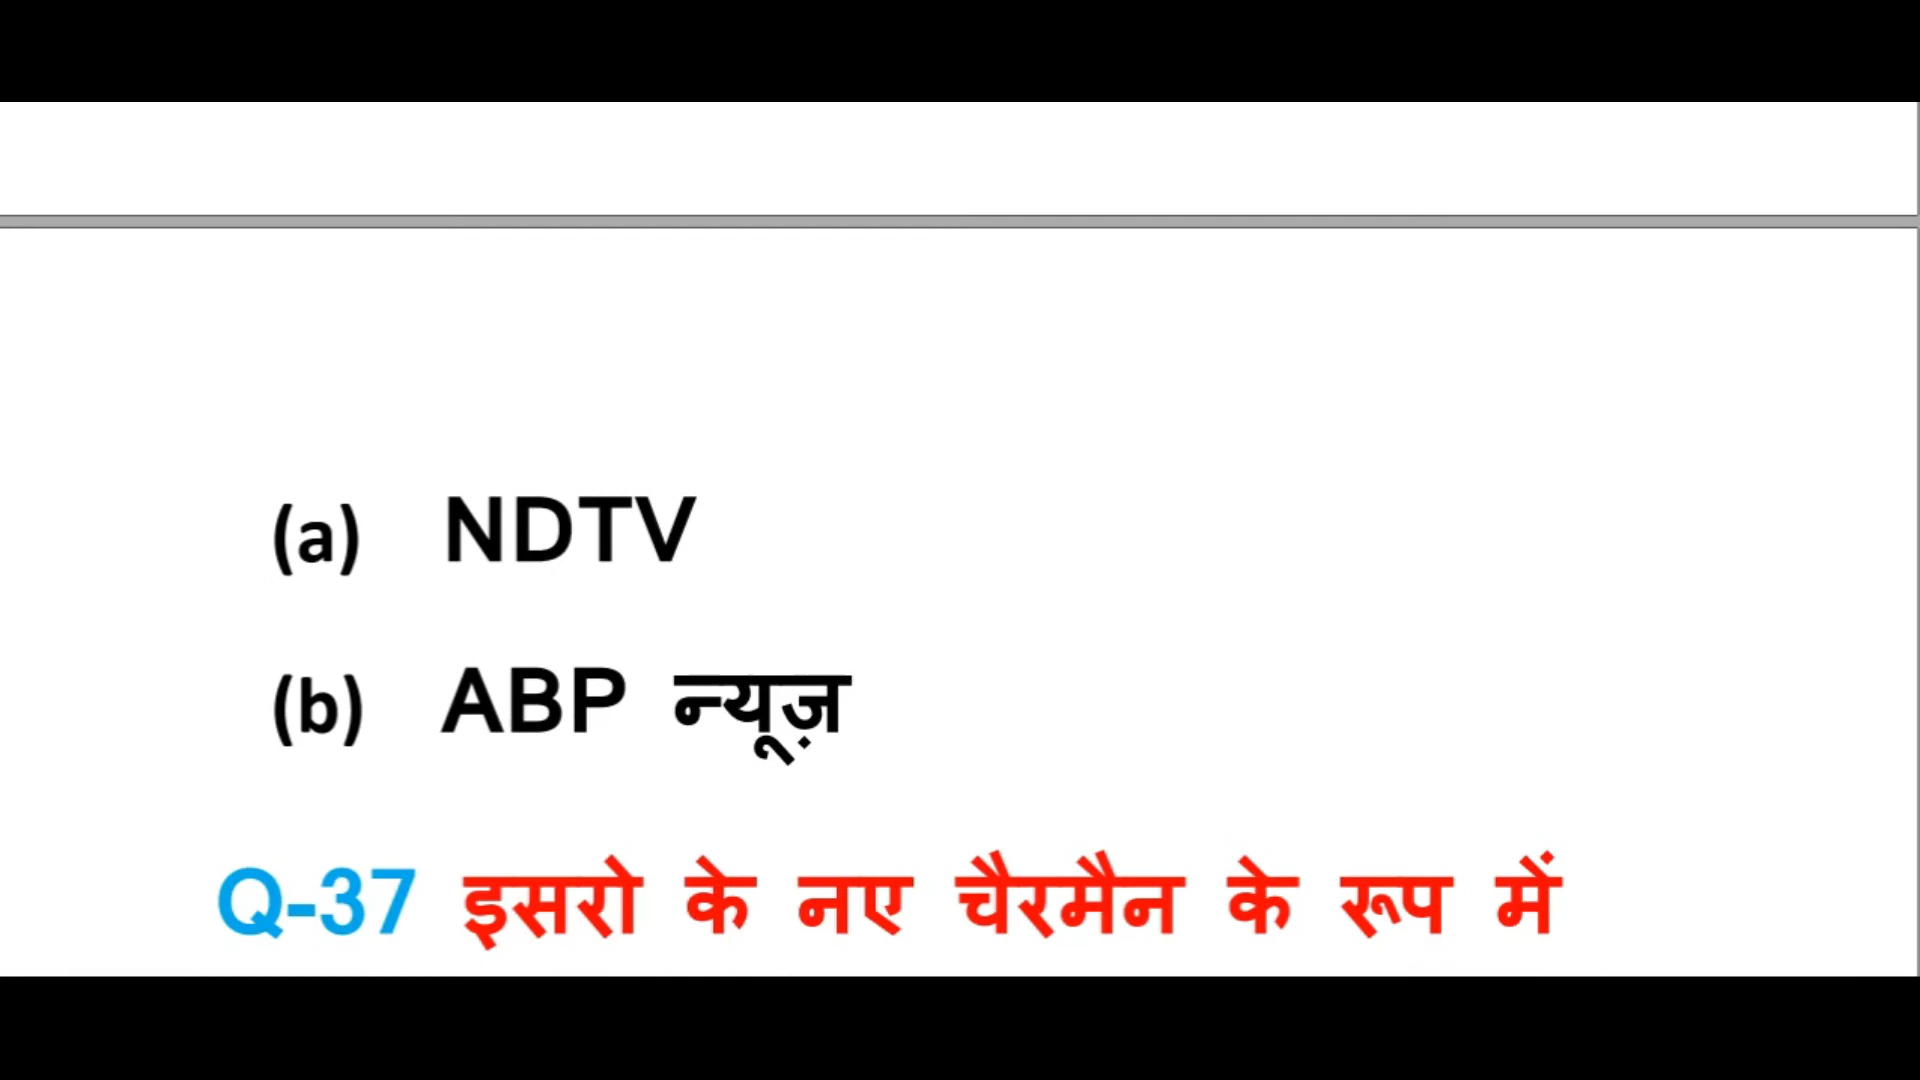 (a) NDTV
(b) ABP न्यूज़
Q-37 इसरो के नए चैरमैन के रूप में